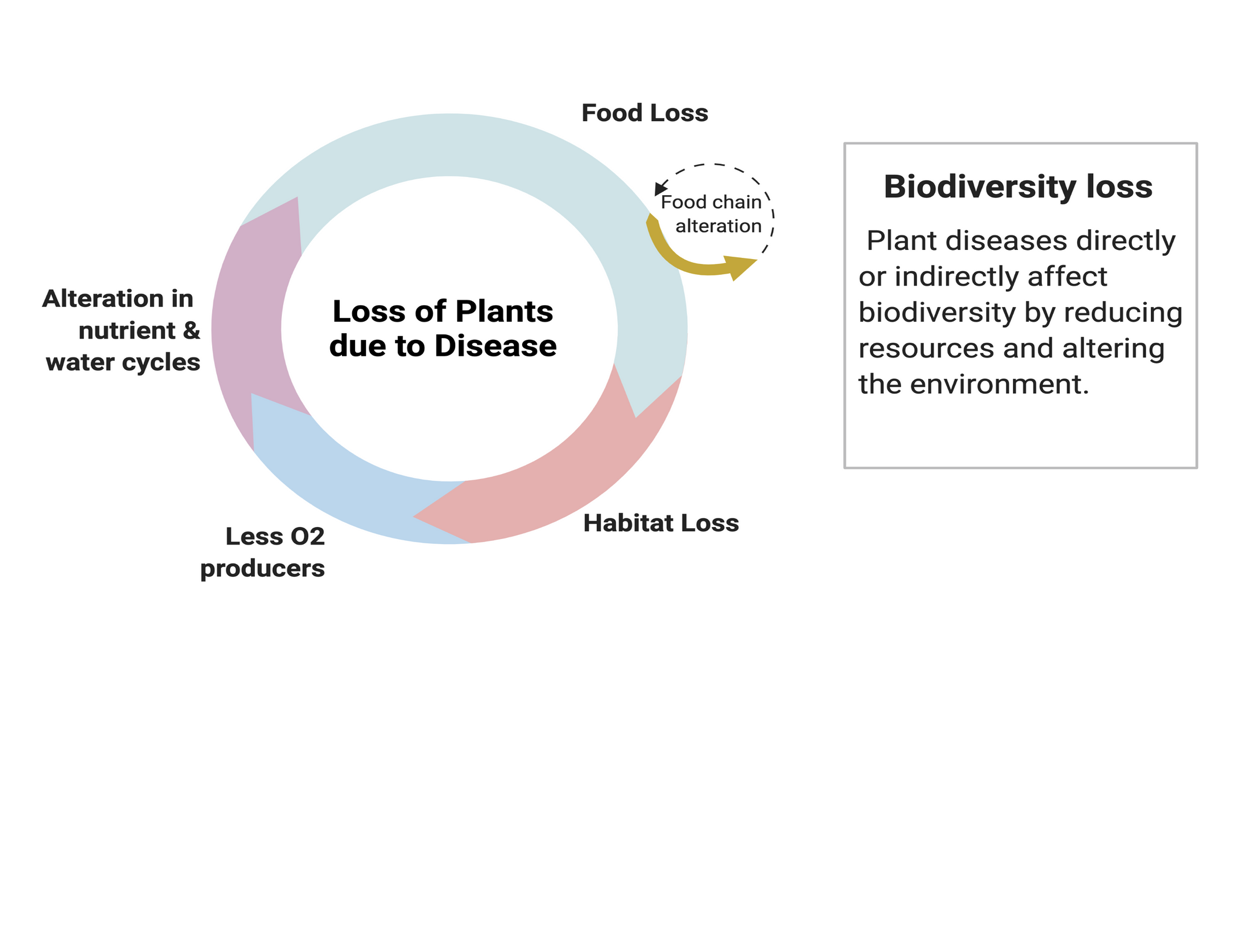 Food Loss
Food chain
alteration
Alteration in
nutrient &
water cycles
Loss of Plants
due to Disease
Habitat Loss
Less O2
producers
Biodiversity loss
Plant diseases directly
or indirectly affect
biodiversity by reducing
resources and altering
the environment.